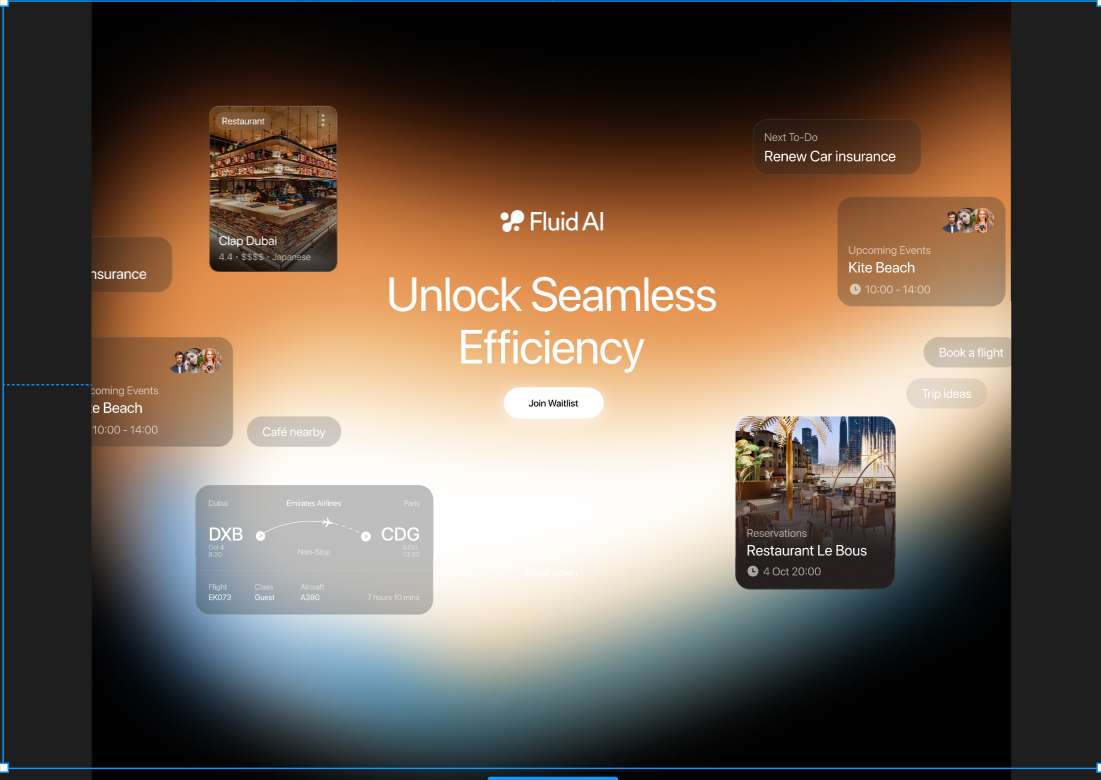 Restaurant
Clap Dubai
4.4 · $$$$ · Japanese
Next To-Do
Renew Car insurance
Fluid AI
Upcoming Events
Kite Beach
10:00 - 14:00
nsurance
Unlock Seamless
Efficiency
Join Waitlist
Book a flight
Trip ideas
coming Events
te Beach
10:00 - 14:00
Café nearby
Dubai
Emirates Airlines
Paris
DXB
CDG
Oct 4
8:20
4 Oct,
13:30
Non-Stop
Flight
Class
Aircraft
EK073
Guest
A380
7 hours 10 mins
Scroll down
Reservations
Restaurant Le Bous
4 Oct 20:00